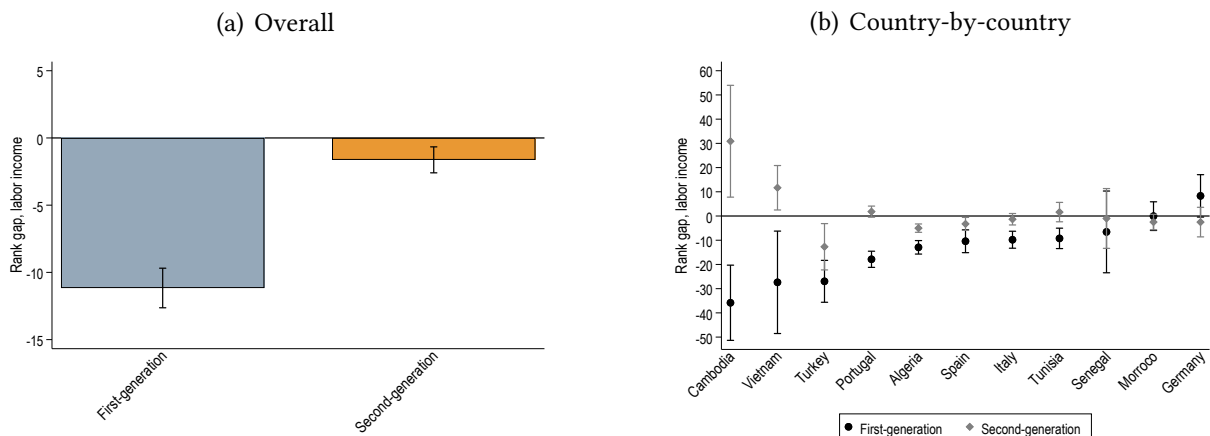 (a) Overall
5
0
-5
-10
-15
Rank gap, labor income
First-generation
Second-generation
(b) Country-by-country
60
50
40
30
20
10
0
-10
-20
-30
-40
-50
Rank gap, labor income
Cambodia
Vietnam
Turkey
Portugal
Algeria
Spain
Italy
Tunisia
Senegal
Morroco
Germany
First-generation Second-generation